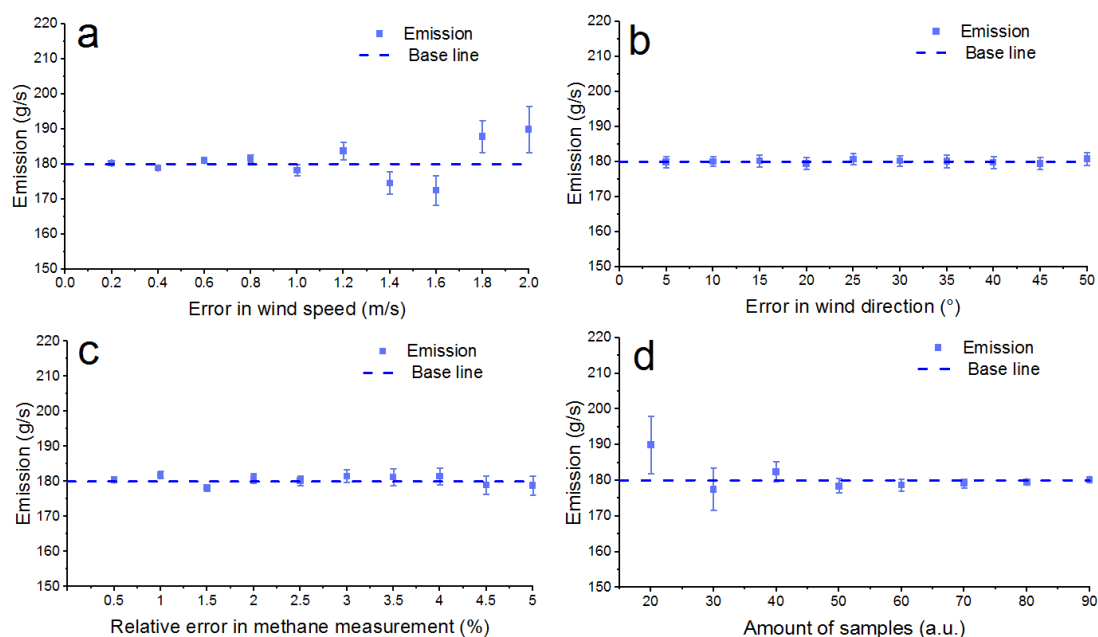 a
Emission
Base line
220
210
200
190
180
170
160
150
Emission (g/s)
0.0 0.2 0.4 0.6 0.8 1.0 1.2 1.4 1.6 1.8 2.0
Error in wind speed (m/s)
b
Emission
Base line
220
210
200
190
180
170
160
150
Emission (g/s)
0 5 10 15 20 25 30 35 40 45 50
Error in wind direction (°)
c
Emission
Base line
220
210
200
190
180
170
160
150
Emission (g/s)
0.5 1 1.5 2 2.5 3 3.5 4 4.5 5
Relative error in methane measurement (%)
d
Emission
Base line
220
210
200
190
180
170
160
150
Emission (g/s)
20 30 40 50 60 70 80 90
Amount of samples (a.u.)